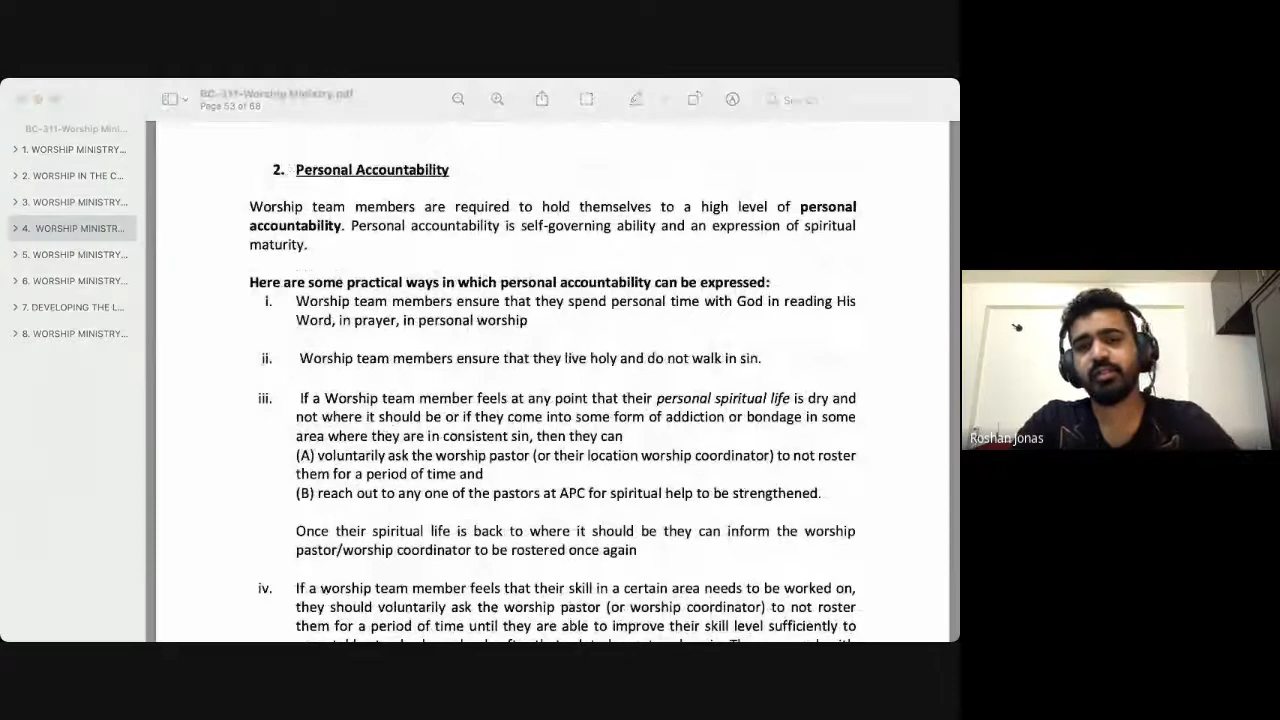 BC-311-Worship Ministry.pdf
Page 53 of 68
BC-311-Worship Mini...
1. WORSHIP MINISTRY...
2. WORSHIP IN THE C...
3. WORSHIP MINISTRY...
4. WORSHIP MINISTR...
5. WORSHIP MINISTRY...
6. WORSHIP MINISTRY...
7. DEVELOPING THE L...
8. WORSHIP MINISTRY...
2. Personal Accountability
Worship team members are required to hold themselves to a high level of personal
accountability. Personal accountability is self-governing ability and an expression of spiritual
maturity.
Here are some practical ways in which personal accountability can be expressed:
i. Worship team members ensure that they spend personal time with God in reading His
Word, in prayer, in personal worship
ii. Worship team members ensure that they live holy and do not walk in sin.
iii. If a Worship team member feels at any point that their personal spiritual life is dry and
not where it should be or if they come into some form of addiction or bondage in some
area where they are in consistent sin, then they can
(A) voluntarily ask the worship pastor (or their location worship coordinator) to not roster
them for a period of time and
(B) reach out to any one of the pastors at APC for spiritual help to be strengthened.
Once their spiritual life is back to where it should be they can inform the worship
pastor/worship coordinator to be rostered once again
iv. If a worship team member feels that their skill in a certain area needs to be worked on,
they should voluntarily ask the worship pastor (or worship coordinator) to not roster
them for a period of time until they are able to improve their skill level sufficiently to
Roshan Jonas